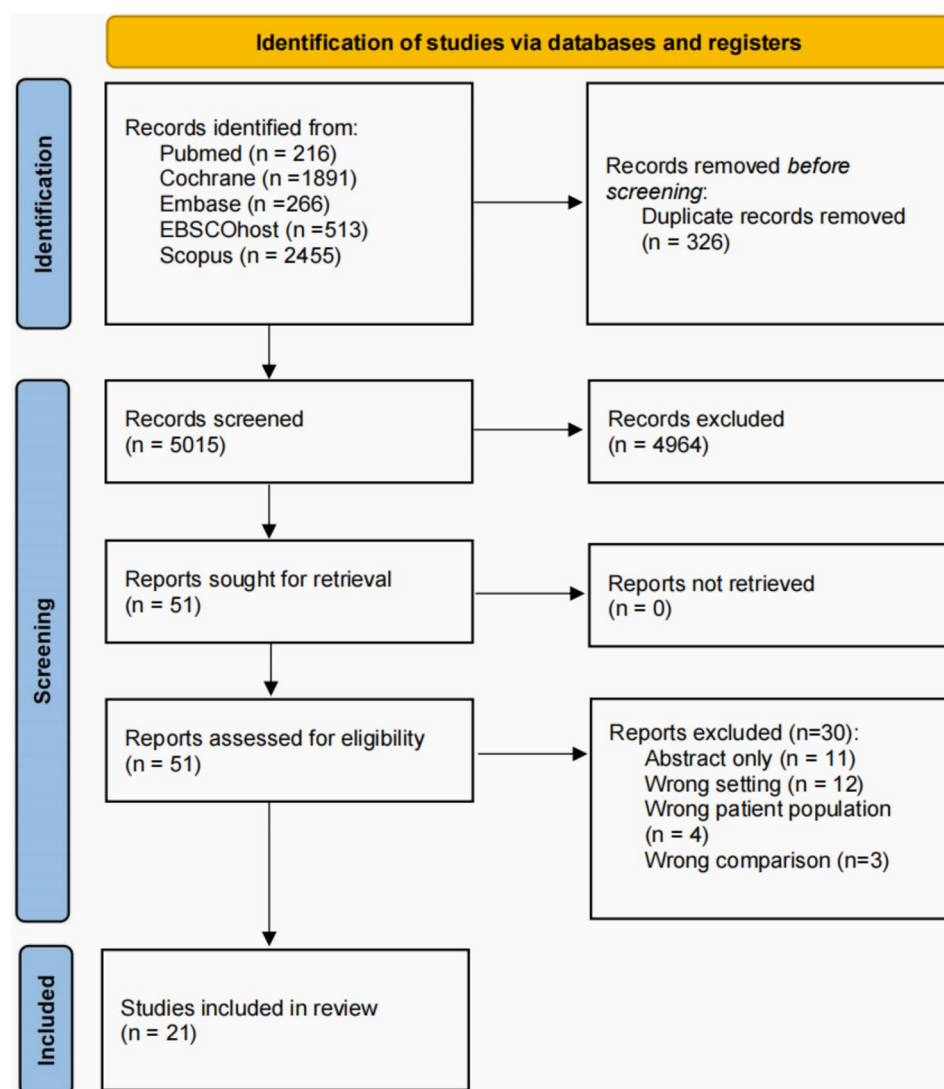 Identification of studies via databases and registers
Identification
Records identified from:
Pubmed (n = 216)
Cochrane (n =1891)
Embase (n =266)
EBSCOhost (n =513)
Scopus (n = 2455)
Records removed before
screening:
Duplicate records removed
(n = 326)
Screening
Records screened
(n = 5015)
Records excluded
(n = 4964)
Reports sought for retrieval
(n = 51)
Reports not retrieved
(n = 0)
Reports assessed for eligibility
(n = 51)
Reports excluded (n=30):
Abstract only (n = 11)
Wrong setting (n = 12)
Wrong patient population
(n = 4)
Wrong comparison (n=3)
Included
Studies included in review
(n = 21)